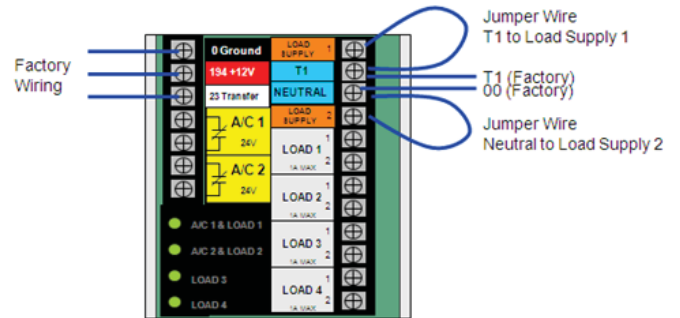 Factory
Wiring
0 Ground
194 +12V
23 Transfer
A/C 1
24V
A/C 2
24V
A/C 1 & LOAD 1
A/C 2 & LOAD 2
LOAD 3
LOAD 4
LOAD
SUPPLY 1
T1
NEUTRAL
LOAD
SUPPLY 2
LOAD 1 1
1A MAX 2
LOAD 2 1
1A MAX 2
LOAD 3 1
1A MAX 2
LOAD 4 1
1A MAX 2
Jumper Wire
T1 to Load Supply 1
T1 (Factory)
00 (Factory)
Jumper Wire
Neutral to Load Supply 2